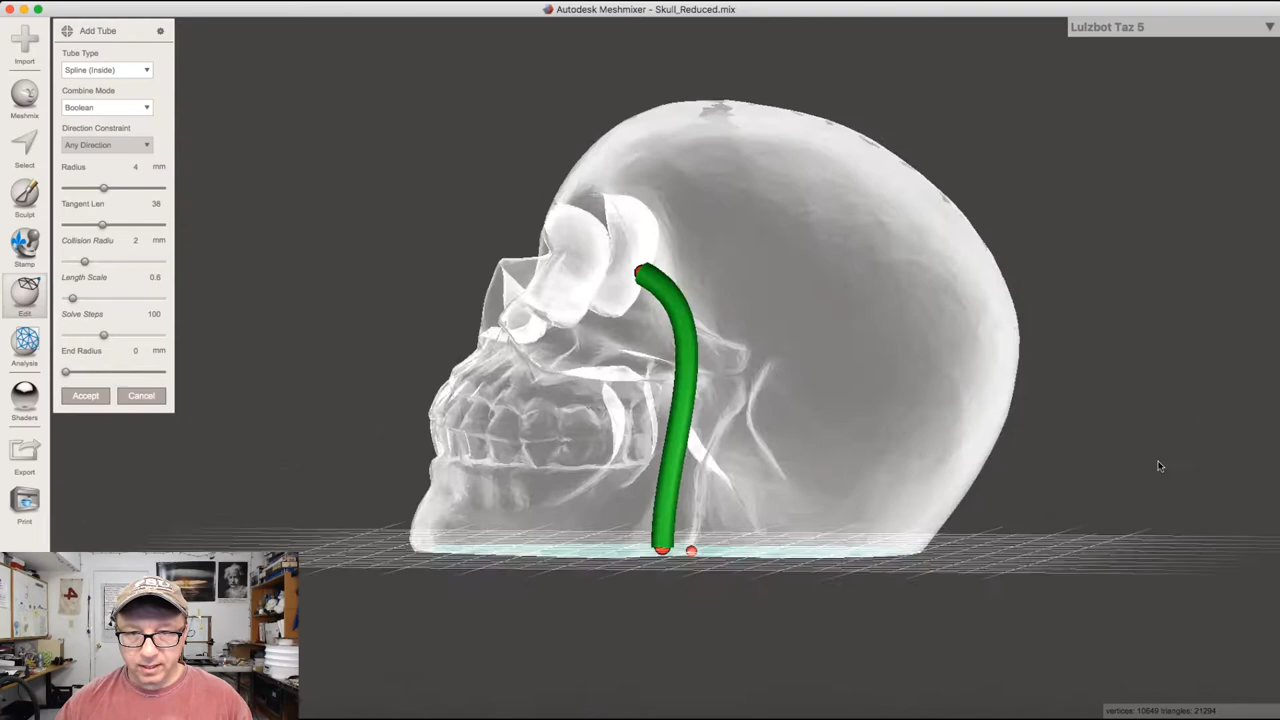 Autodesk Meshmixer - Skull_Reduced.mix
Lulzbot Taz 5
Import
Meshmix
Select
Sculpt
Stamp
Edit
Analysis
Shaders
Export
Print
Add Tube
Tube Type
Spline (Inside)
Combine Mode
Boolean
Direction Constraint
Any Direction
Radius 4 mm
Tangent Len 38
Collision Radiu 2 mm
Length Scale 0.6
Solve Steps 100
End Radius 0 mm
Accept Cancel
vertices: 10649 triangles: 21294